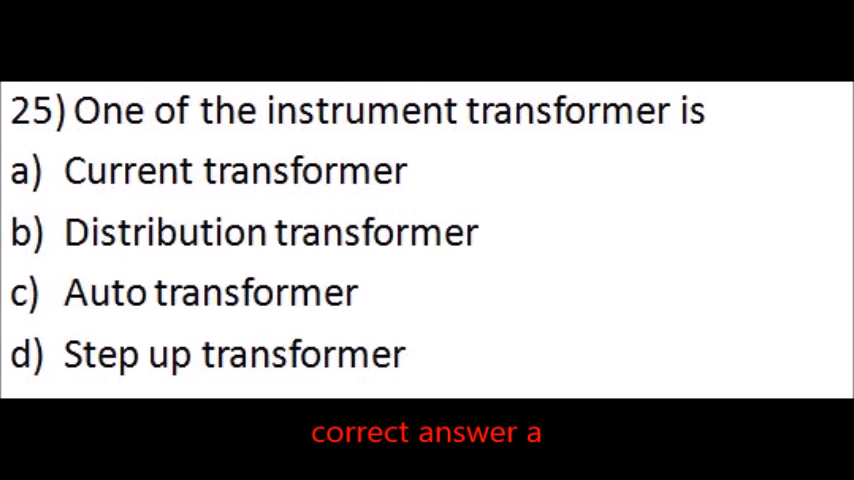 25) One of the instrument transformer is
a) Current transformer
b) Distribution transformer
c) Auto transformer
d) Step up transformer
correct answer a